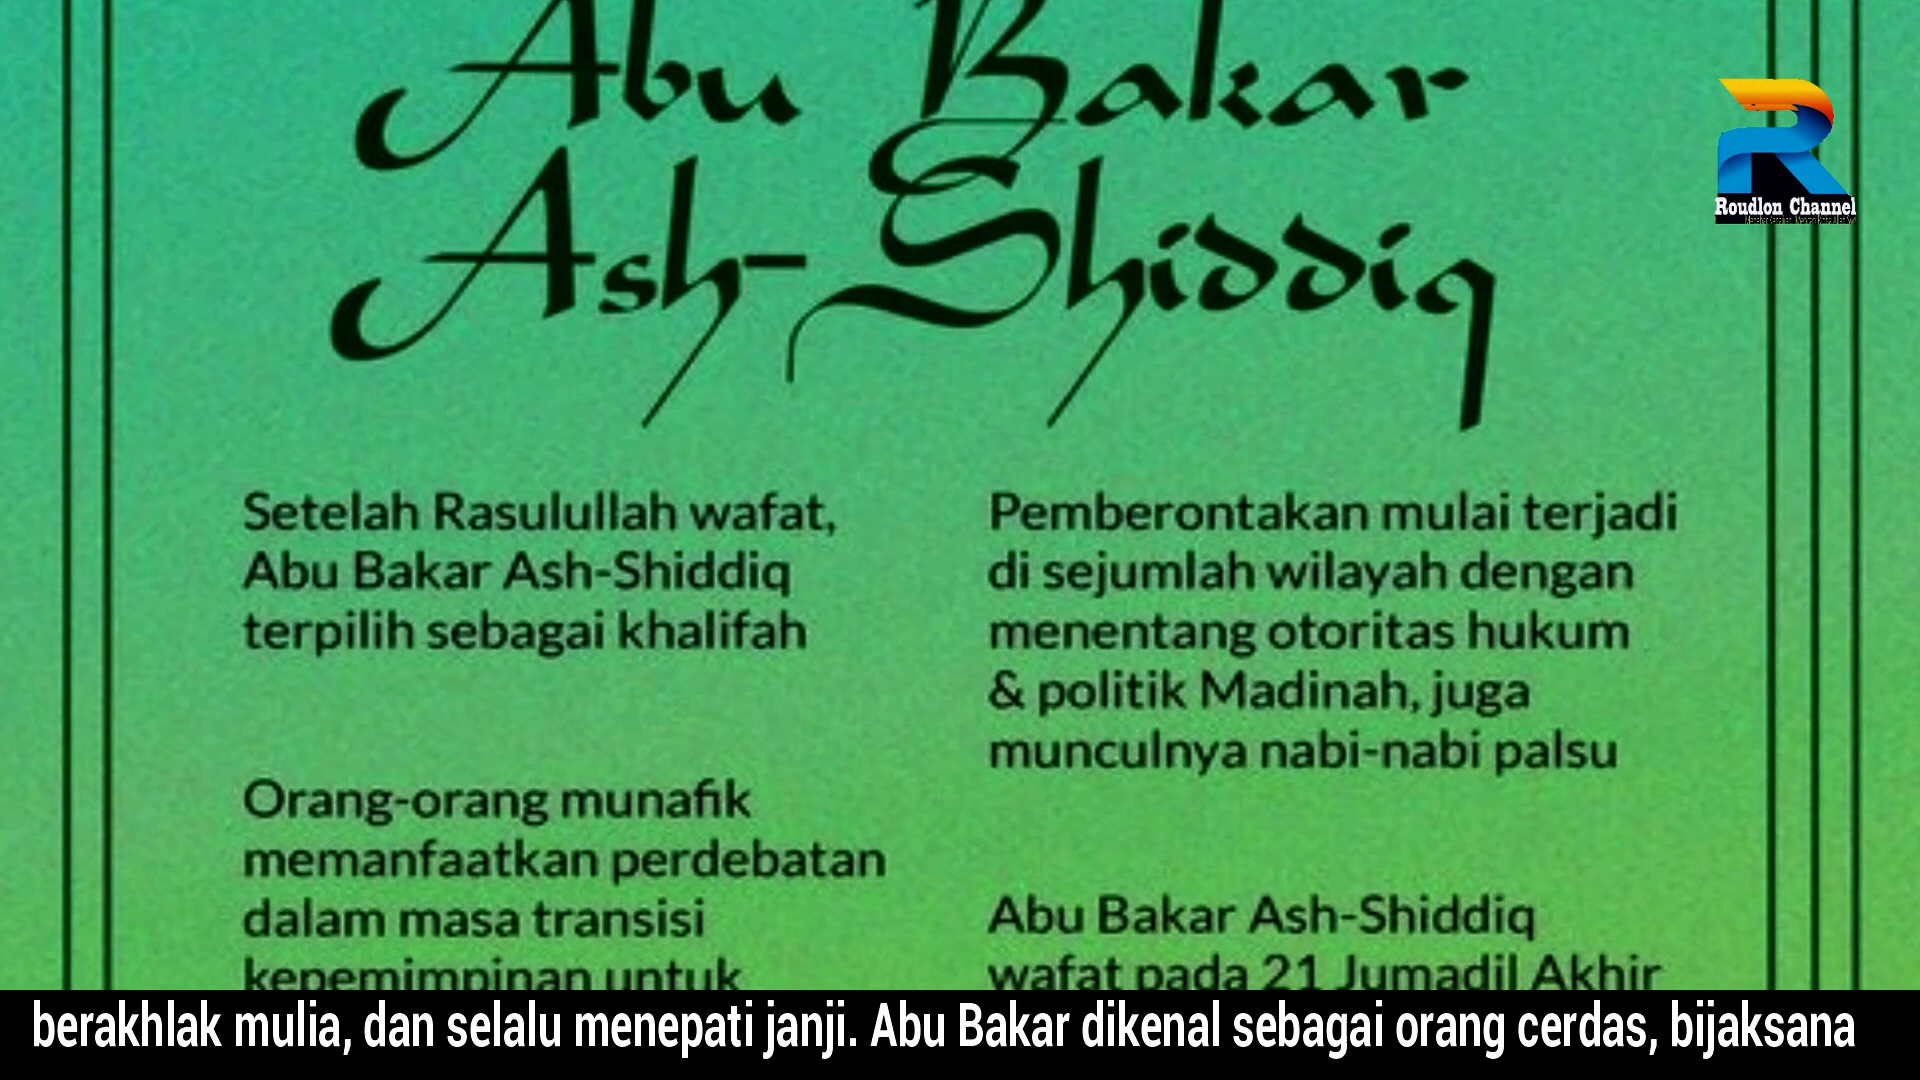 Abu Bakar
Ash-Shiddiq
Roudlon Channel
Setelah Rasulullah wafat,
Abu Bakar Ash-Shiddiq
terpilih sebagai khalifah
Orang-orang munafik
memanfaatkan perdebatan
dalam masa transisi
kepemimpinan untuk
Pemberontakan mulai terjadi
di sejumlah wilayah dengan
menentang otoritas hukum
& politik Madinah, juga
munculnya nabi-nabi palsu
Abu Bakar Ash-Shiddiq
wafat pada 21 Jumadil Akhir
berakhlak mulia, dan selalu menepati janji. Abu Bakar dikenal sebagai orang cerdas, bijaksana